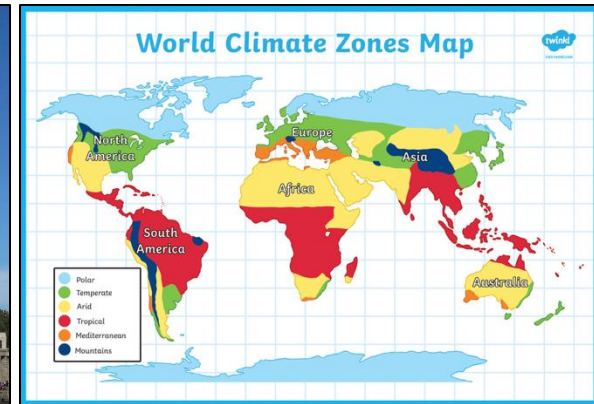 World Climate Zones Map
twinkl
North
America
Europe
Asia
Africa
South
America
Australia
Polar
Temperate
Arid
Tropical
Mediterranean
Mountains